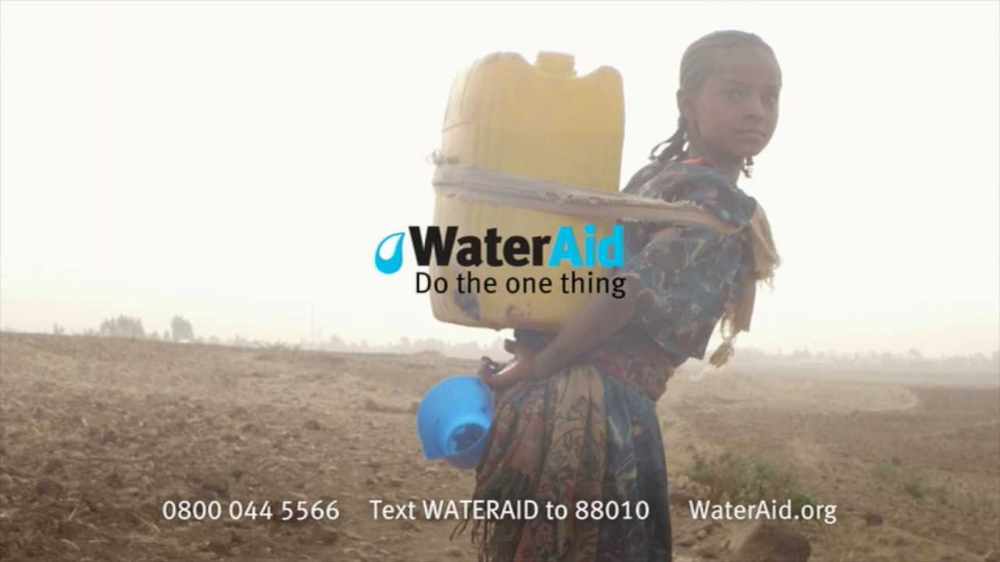 WaterAid
Do the one thing
0800 044 5566 Text WATERAID to 88010 WaterAid.org